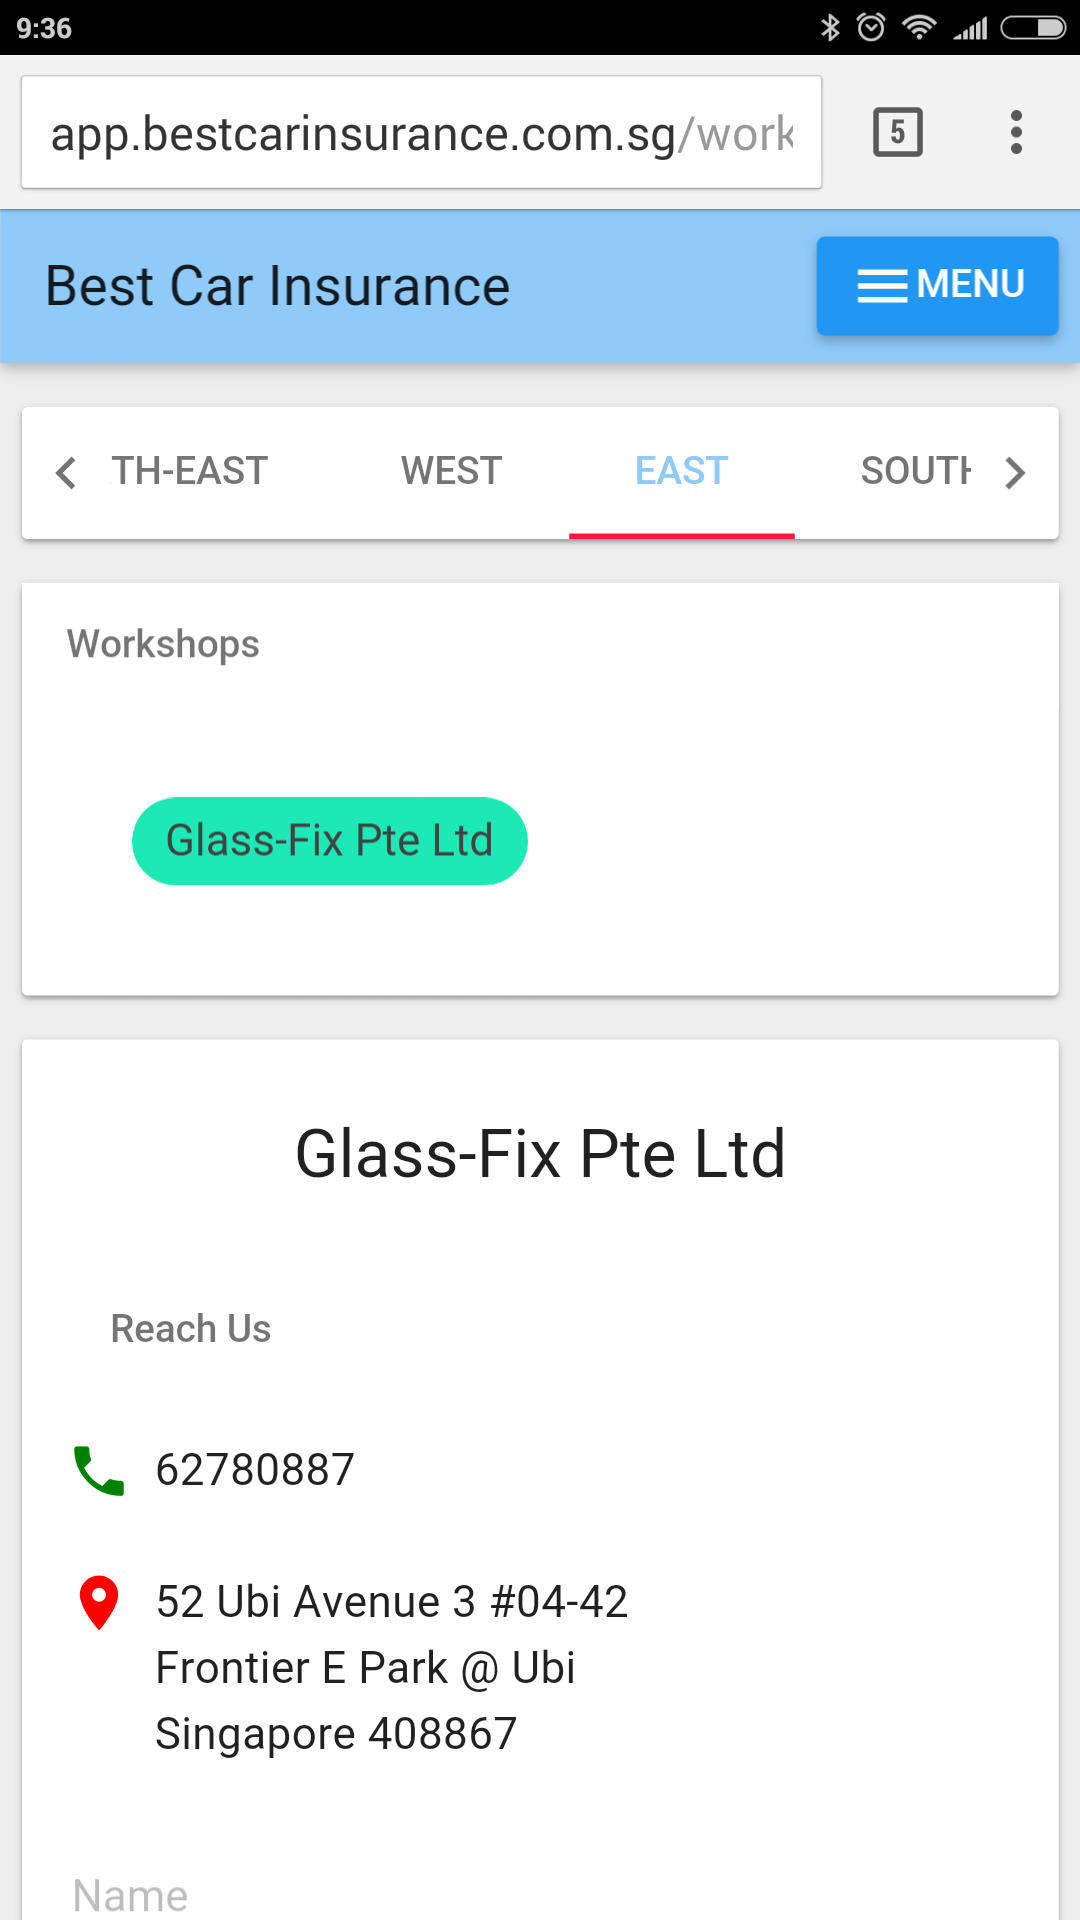 9:36
app.bestcarinsurance.com.sg/work
5
Best Car Insurance
MENU
TH-EAST WEST EAST SOUTH
Workshops
Glass-Fix Pte Ltd
Glass-Fix Pte Ltd
Reach Us
62780887
52 Ubi Avenue 3 #04-42
Frontier E Park @ Ubi
Singapore 408867
Name